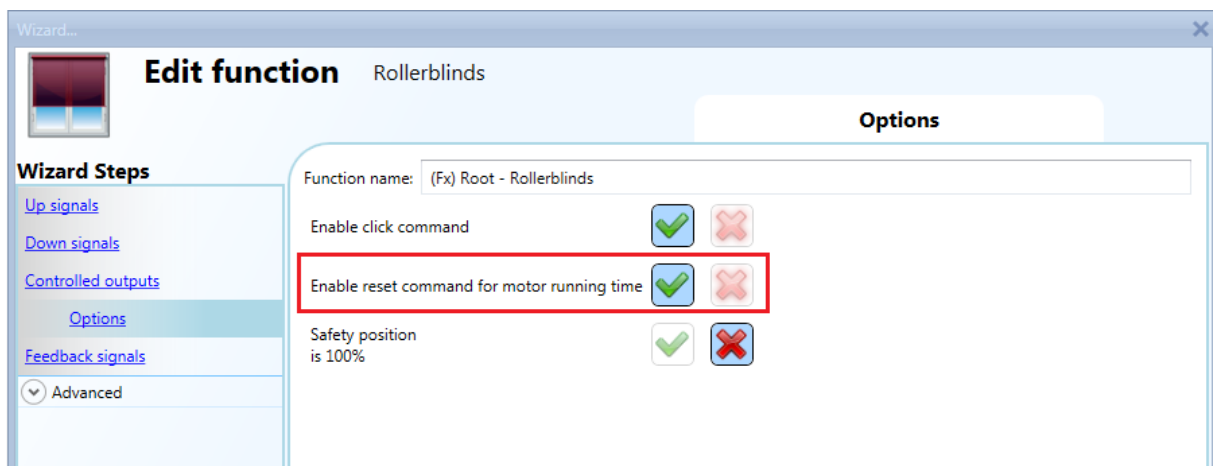 Wizard...
Edit function Rollerblinds
Options
Wizard Steps
Up signals
Down signals
Controlled outputs
Options
Feedback signals
Advanced
Function name: (Fx) Root - Rollerblinds
Enable click command
Enable reset command for motor running time
Safety position
is 100%